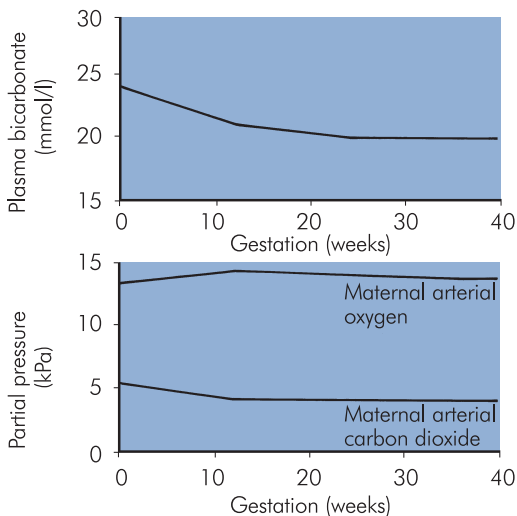 Plasma bicarbonate
(mmol/l)
30
25
20
15
0
10
20
30
40
Gestation (weeks)
Partial pressure
(kPa)
15
10
5
0
Maternal arterial
oxygen
Maternal arterial
carbon dioxide
0
10
20
30
40
Gestation (weeks)